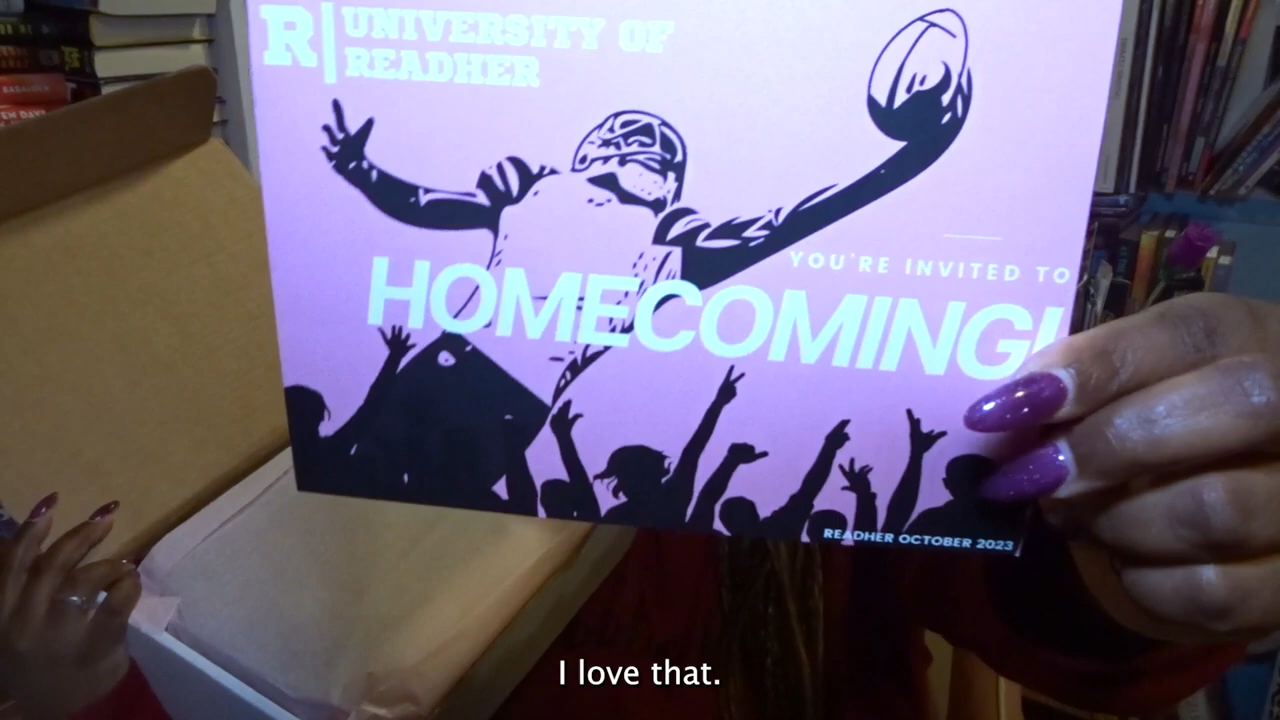 R
UNIVERSITY OF
READHER
YOU'RE INVITED TO
HOMECOMING!
READHER OCTOBER 2023
I love that.